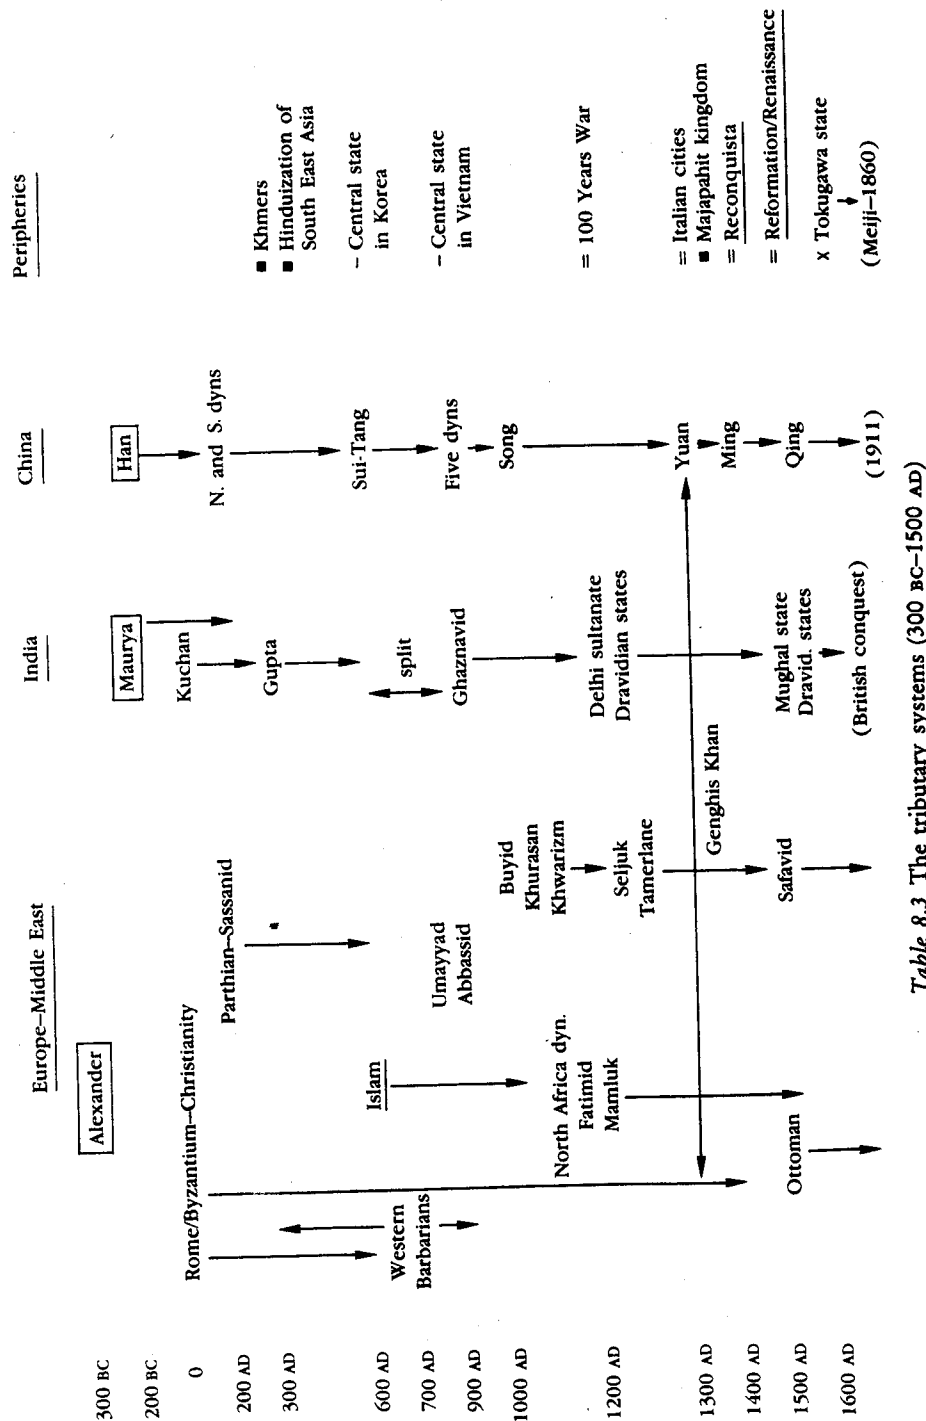 Europe–Middle East
India
China
Peripheries
300 BC
Alexander
200 BC
Maurya
Han
0
Rome/Byzantium–Christianity
Kuchan
N. and S. dyns
200 AD
Parthian–Sassanid
300 AD
Gupta
■ Khmers
■ Hinduization of
South East Asia
600 AD
Western
Barbarians
Islam
split
Sui-Tang
– Central state
in Korea
700 AD
Umayyad
Abbassid
900 AD
Ghaznavid
Five dyns
– Central state
in Vietnam
1000 AD
Buyid
Khurasan
Khwarizm
Song
1200 AD
North Africa dyn.
Fatimid
Mamluk
Seljuk
Tamerlane
Delhi sultanate
Dravidian states
= 100 Years War
1300 AD
Genghis Khan
Yuan
= Italian cities
■ Majapahit kingdom
= Reconquista
1400 AD
Ming
= Reformation/Renaissance
1500 AD
Ottoman
Safavid
Mughal state
Dravid. states
Qing
x Tokugawa state
1600 AD
(British conquest)
(1911)
(Meiji–1860)
Table 8.3 The tributary systems (300 BC–1500 AD)